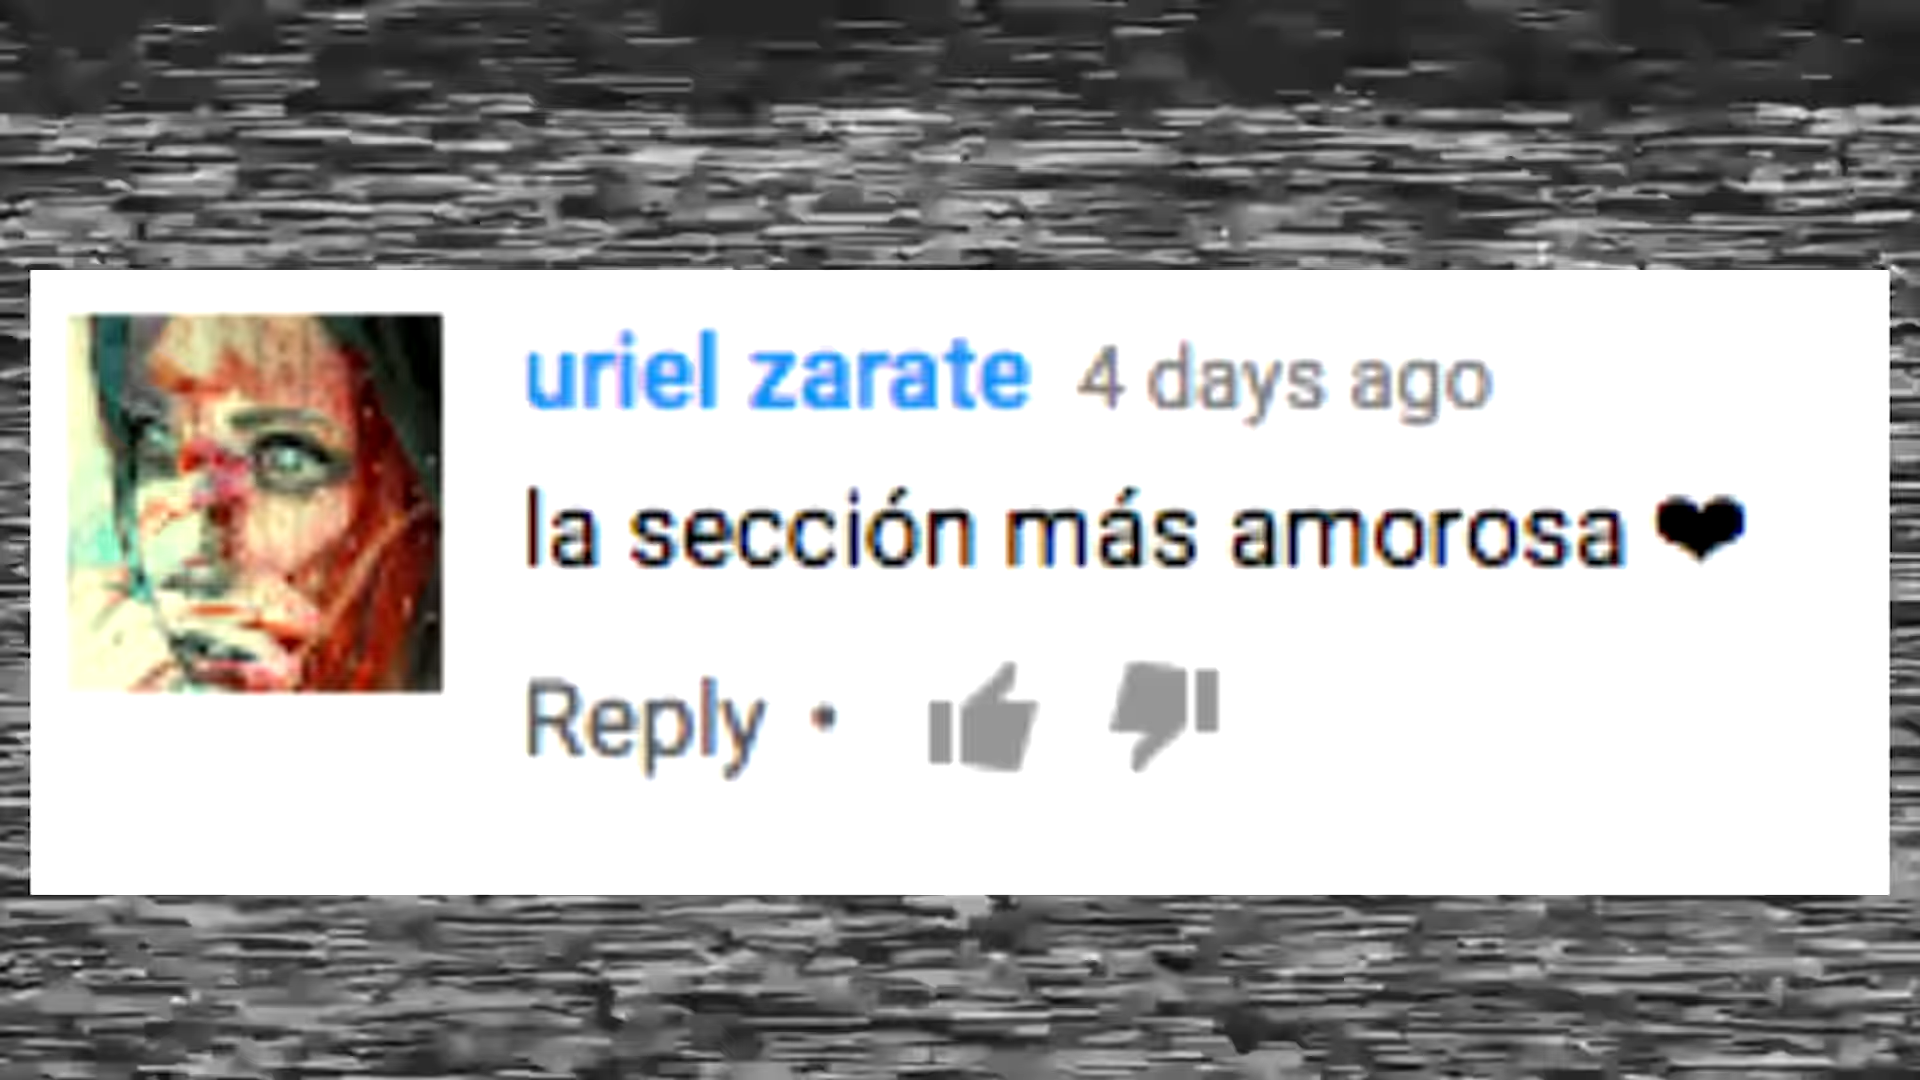 uriel zarate 4 days ago
la sección más amorosa ❤
Reply •